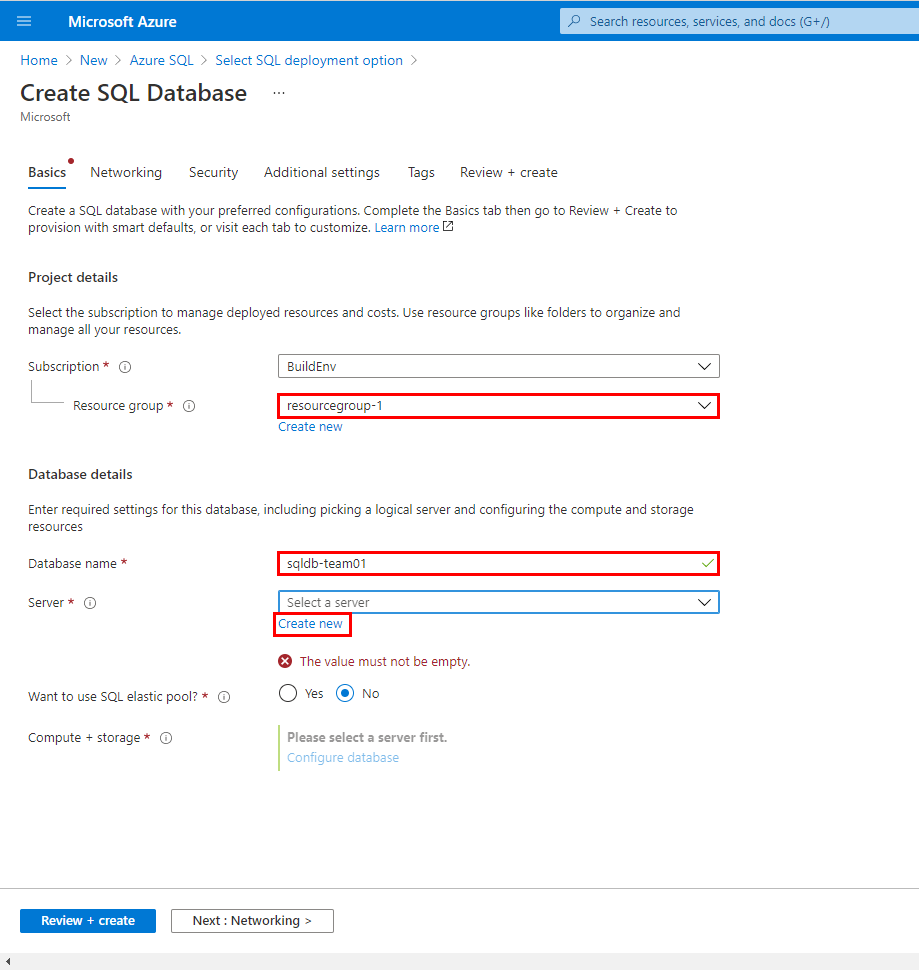 Microsoft Azure
Search resources, services, and docs (G+/)
Home > New > Azure SQL > Select SQL deployment option >
Create SQL Database ...
Microsoft
Basics Networking Security Additional settings Tags Review + create
Create a SQL database with your preferred configurations. Complete the Basics tab then go to Review + Create to
provision with smart defaults, or visit each tab to customize. Learn more
Project details
Select the subscription to manage deployed resources and costs. Use resource groups like folders to organize and
manage all your resources.
Subscription * BuildEnv
Resource group * resourcegroup-1
Create new
Database details
Enter required settings for this database, including picking a logical server and configuring the compute and storage
resources
Database name * sqldb-team01
Server * Select a server
Create new
The value must not be empty.
Want to use SQL elastic pool? * Yes No
Compute + storage * Please select a server first.
Configure database
Review + create Next : Networking >